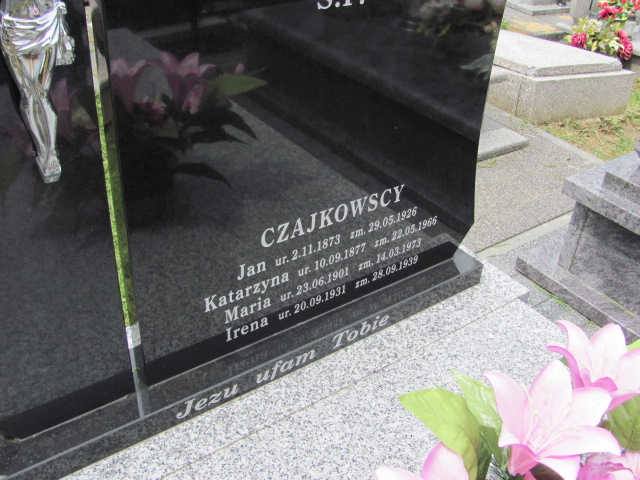 Ś.P.
CZAJKOWSCY
Jan ur. 2.11.1873 zm. 29.05.1926
Katarzyna ur. 10.09.1877 zm. 22.05.1966
Maria ur. 23.06.1901 zm. 14.03.1973
Irena ur. 20.09.1931 zm. 28.09.1939
Jezu ufam Tobie